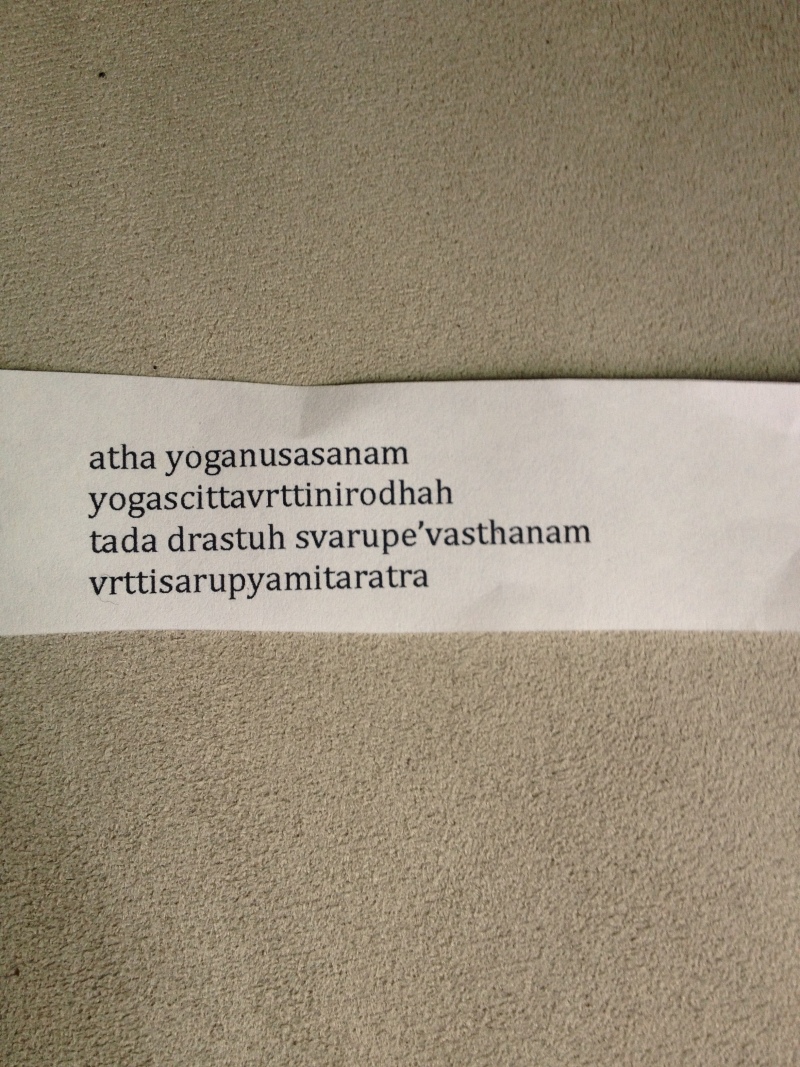 atha yoganusasanam
yogascittavrttinirodhah
tada drastuh svarupe’vasthanam
vrttisarupyamitaratra